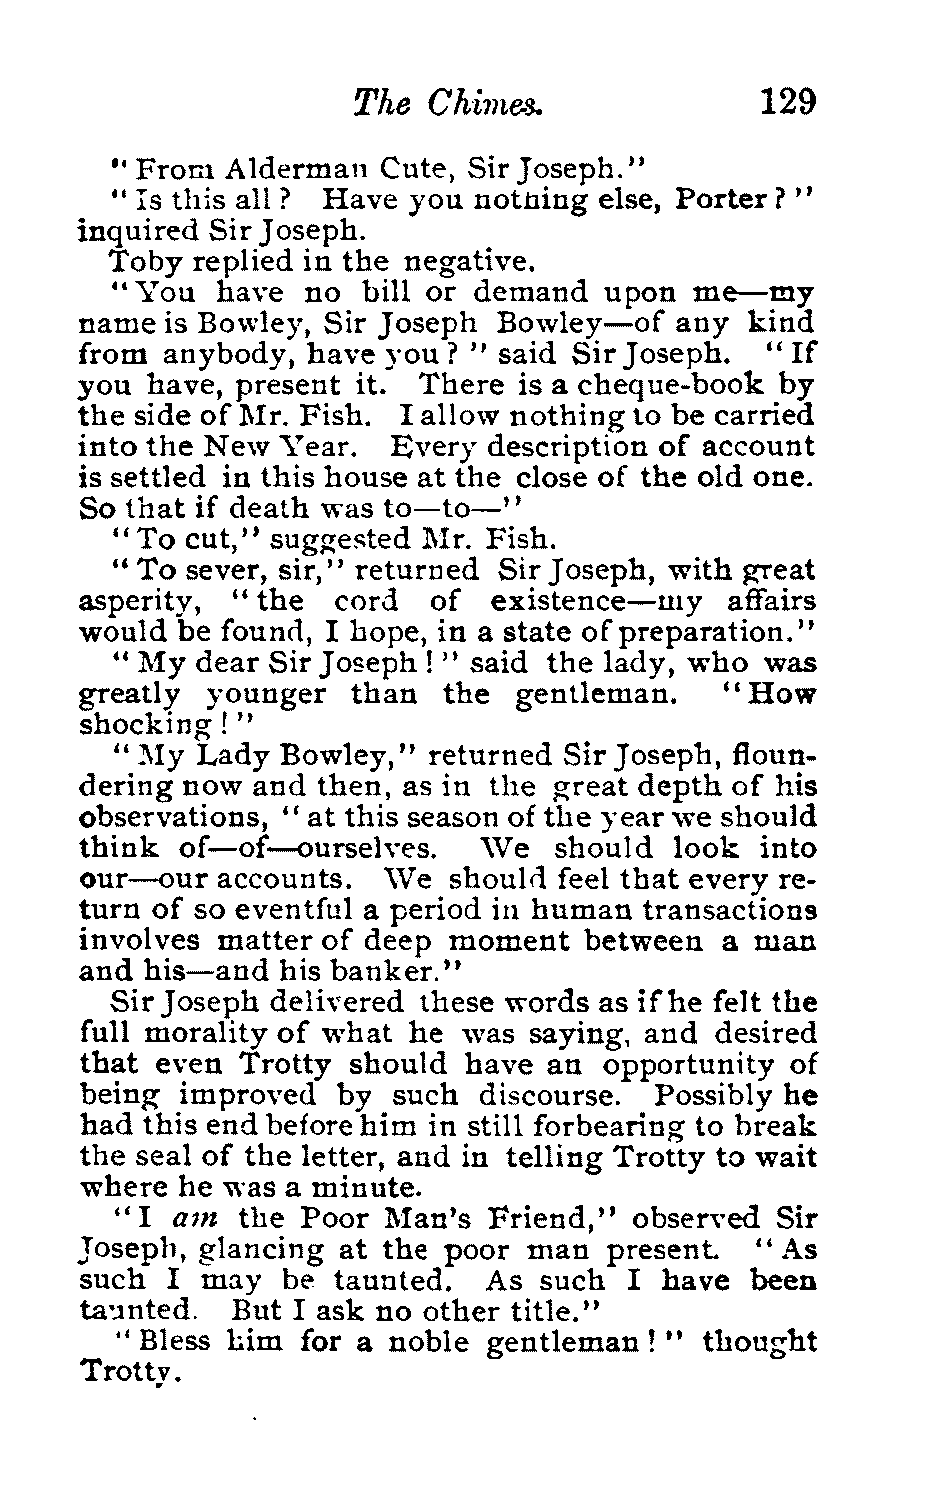 The Chimes. 129
"From Alderman Cute, Sir Joseph."
"Is this all? Have you nothing else, Porter?"
inquired Sir Joseph.
Toby replied in the negative.
"You have no bill or demand upon me—my
name is Bowley, Sir Joseph Bowley—of any kind
from anybody, have you?" said Sir Joseph. "If
you have, present it. There is a cheque-book by
the side of Mr. Fish. I allow nothing to be carried
into the New Year. Every description of account
is settled in this house at the close of the old one.
So that if death was to—to—"
"To cut," suggested Mr. Fish.
"To sever, sir," returned Sir Joseph, with great
asperity, "the cord of existence—my affairs
would be found, I hope, in a state of preparation."
"My dear Sir Joseph!" said the lady, who was
greatly younger than the gentleman. "How
shocking!"
"My Lady Bowley," returned Sir Joseph, floun-
dering now and then, as in the great depth of his
observations, "at this season of the year we should
think of—of—ourselves. We should look into
our—our accounts. We should feel that every re-
turn of so eventful a period in human transactions
involves matter of deep moment between a man
and his—and his banker."
Sir Joseph delivered these words as if he felt the
full morality of what he was saying, and desired
that even Trotty should have an opportunity of
being improved by such discourse. Possibly he
had this end before him in still forbearing to break
the seal of the letter, and in telling Trotty to wait
where he was a minute.
"I am the Poor Man's Friend," observed Sir
Joseph, glancing at the poor man present. "As
such I may be taunted. As such I have been
taunted. But I ask no other title."
"Bless him for a noble gentleman!" thought
Trotty.